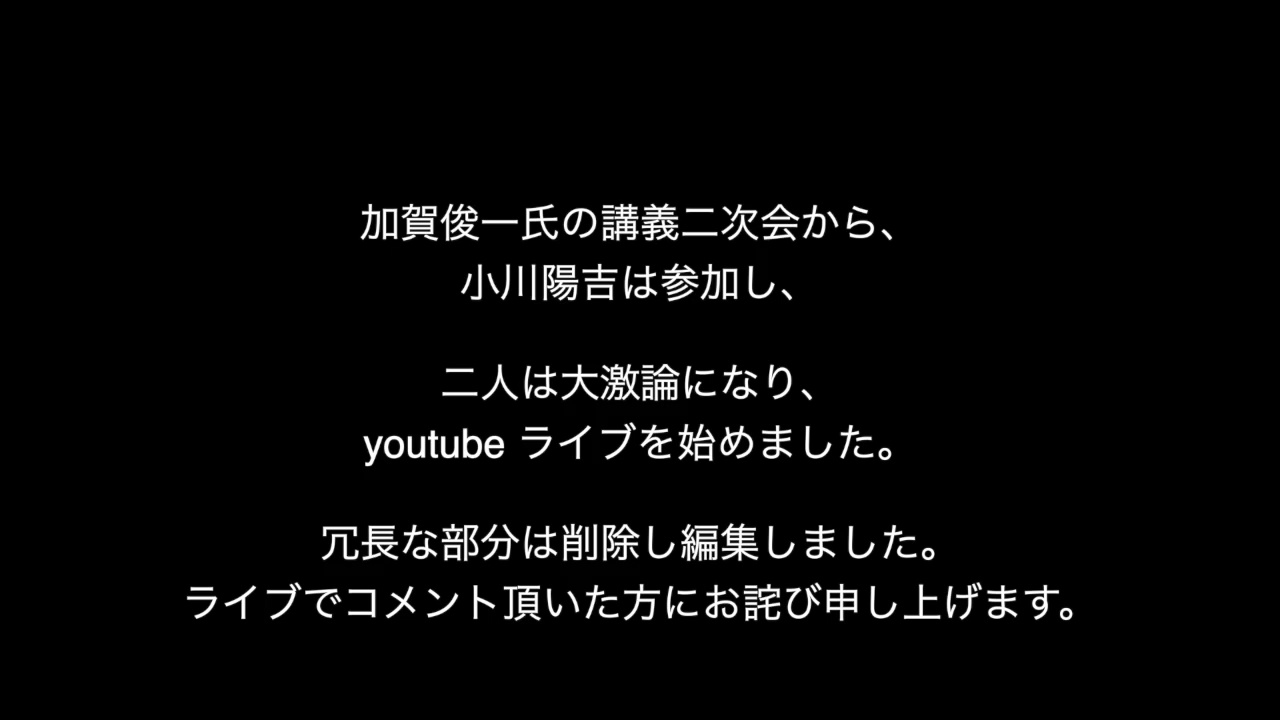 加賀俊一氏の講義二次会から、
小川陽吉は参加し、
二人は大激論になり、
youtube ライブを始めました。
冗長な部分は削除し編集しました。
ライブでコメント頂いた方にお詫び申し上げます。